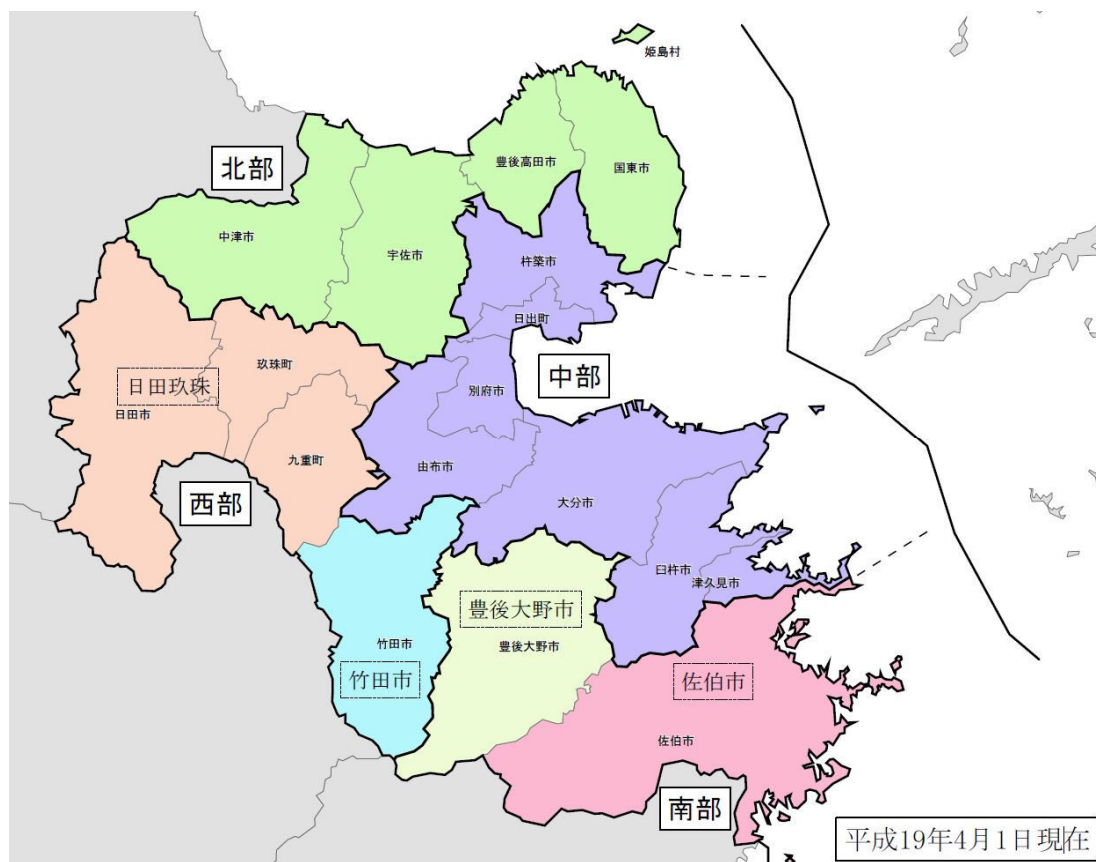 姫島村
豊後高田市
国東市
北部
中津市
宇佐市
杵築市
日出町
玖珠町
日田玖珠
中部
別府市
日田市
九重町
由布市
西部
大分市
臼杵市
津久見市
豊後大野市
竹田市
豊後大野市
竹田市
佐伯市
佐伯市
南部
平成19年4月1日現在